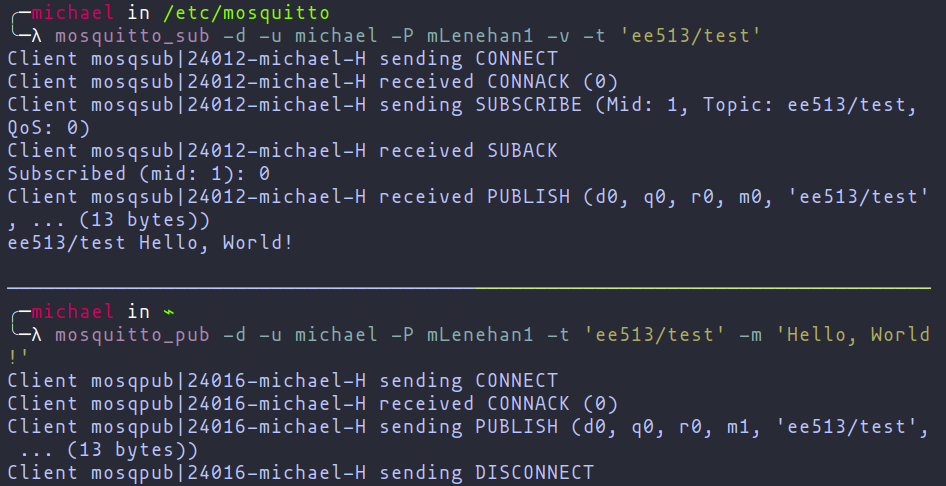 ╭─michael in /etc/mosquitto
╰─λ mosquitto_sub -d -u michael -P mLenehan1 -v -t 'ee513/test'
Client mosqsub|24012-michael-H sending CONNECT
Client mosqsub|24012-michael-H received CONNACK (0)
Client mosqsub|24012-michael-H sending SUBSCRIBE (Mid: 1, Topic: ee513/test,
QoS: 0)
Client mosqsub|24012-michael-H received SUBACK
Subscribed (mid: 1): 0
Client mosqsub|24012-michael-H received PUBLISH (d0, q0, r0, m0, 'ee513/test'
, ... (13 bytes))
ee513/test Hello, World!
╭─michael in ~
╰─λ mosquitto_pub -d -u michael -P mLenehan1 -t 'ee513/test' -m 'Hello, World
!'
Client mosqpub|24016-michael-H sending CONNECT
Client mosqpub|24016-michael-H received CONNACK (0)
Client mosqpub|24016-michael-H sending PUBLISH (d0, q0, r0, m1, 'ee513/test',
 ... (13 bytes))
Client mosqpub|24016-michael-H sending DISCONNECT